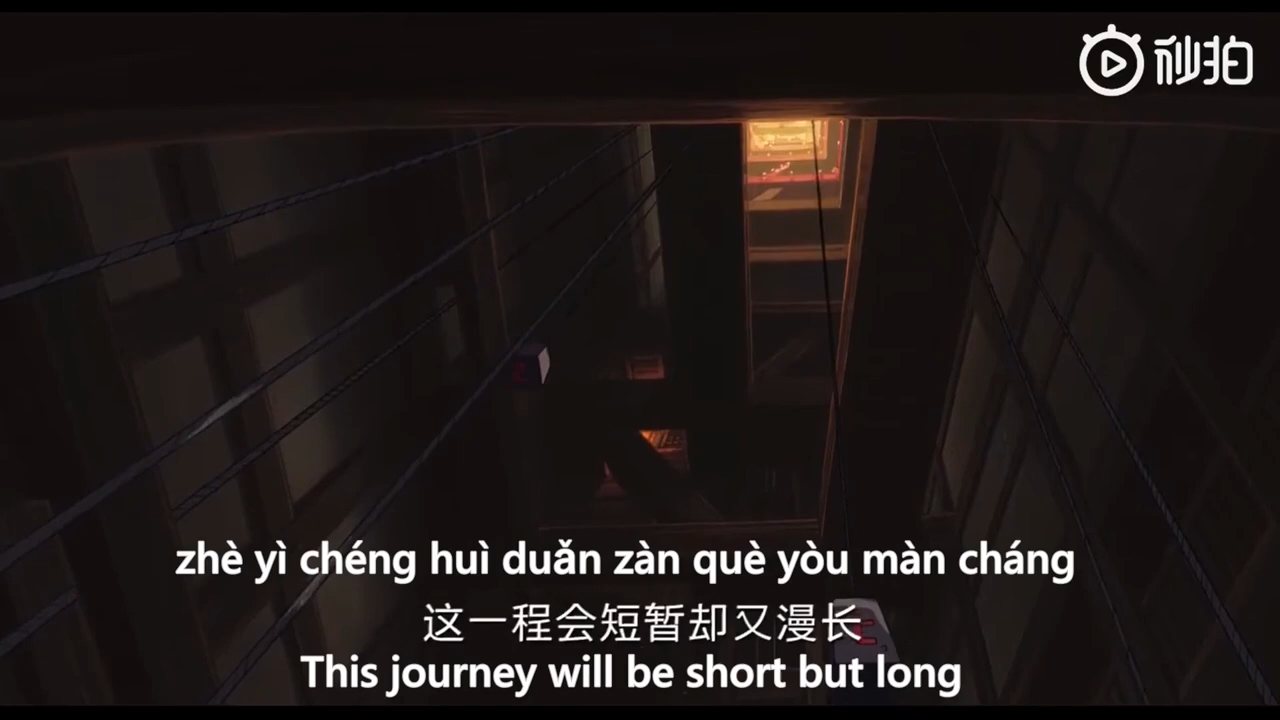 秒拍
zhè yì chéng huì duǎn zàn què yòu màn cháng
这一程会短暂却又漫长
This journey will be short but long